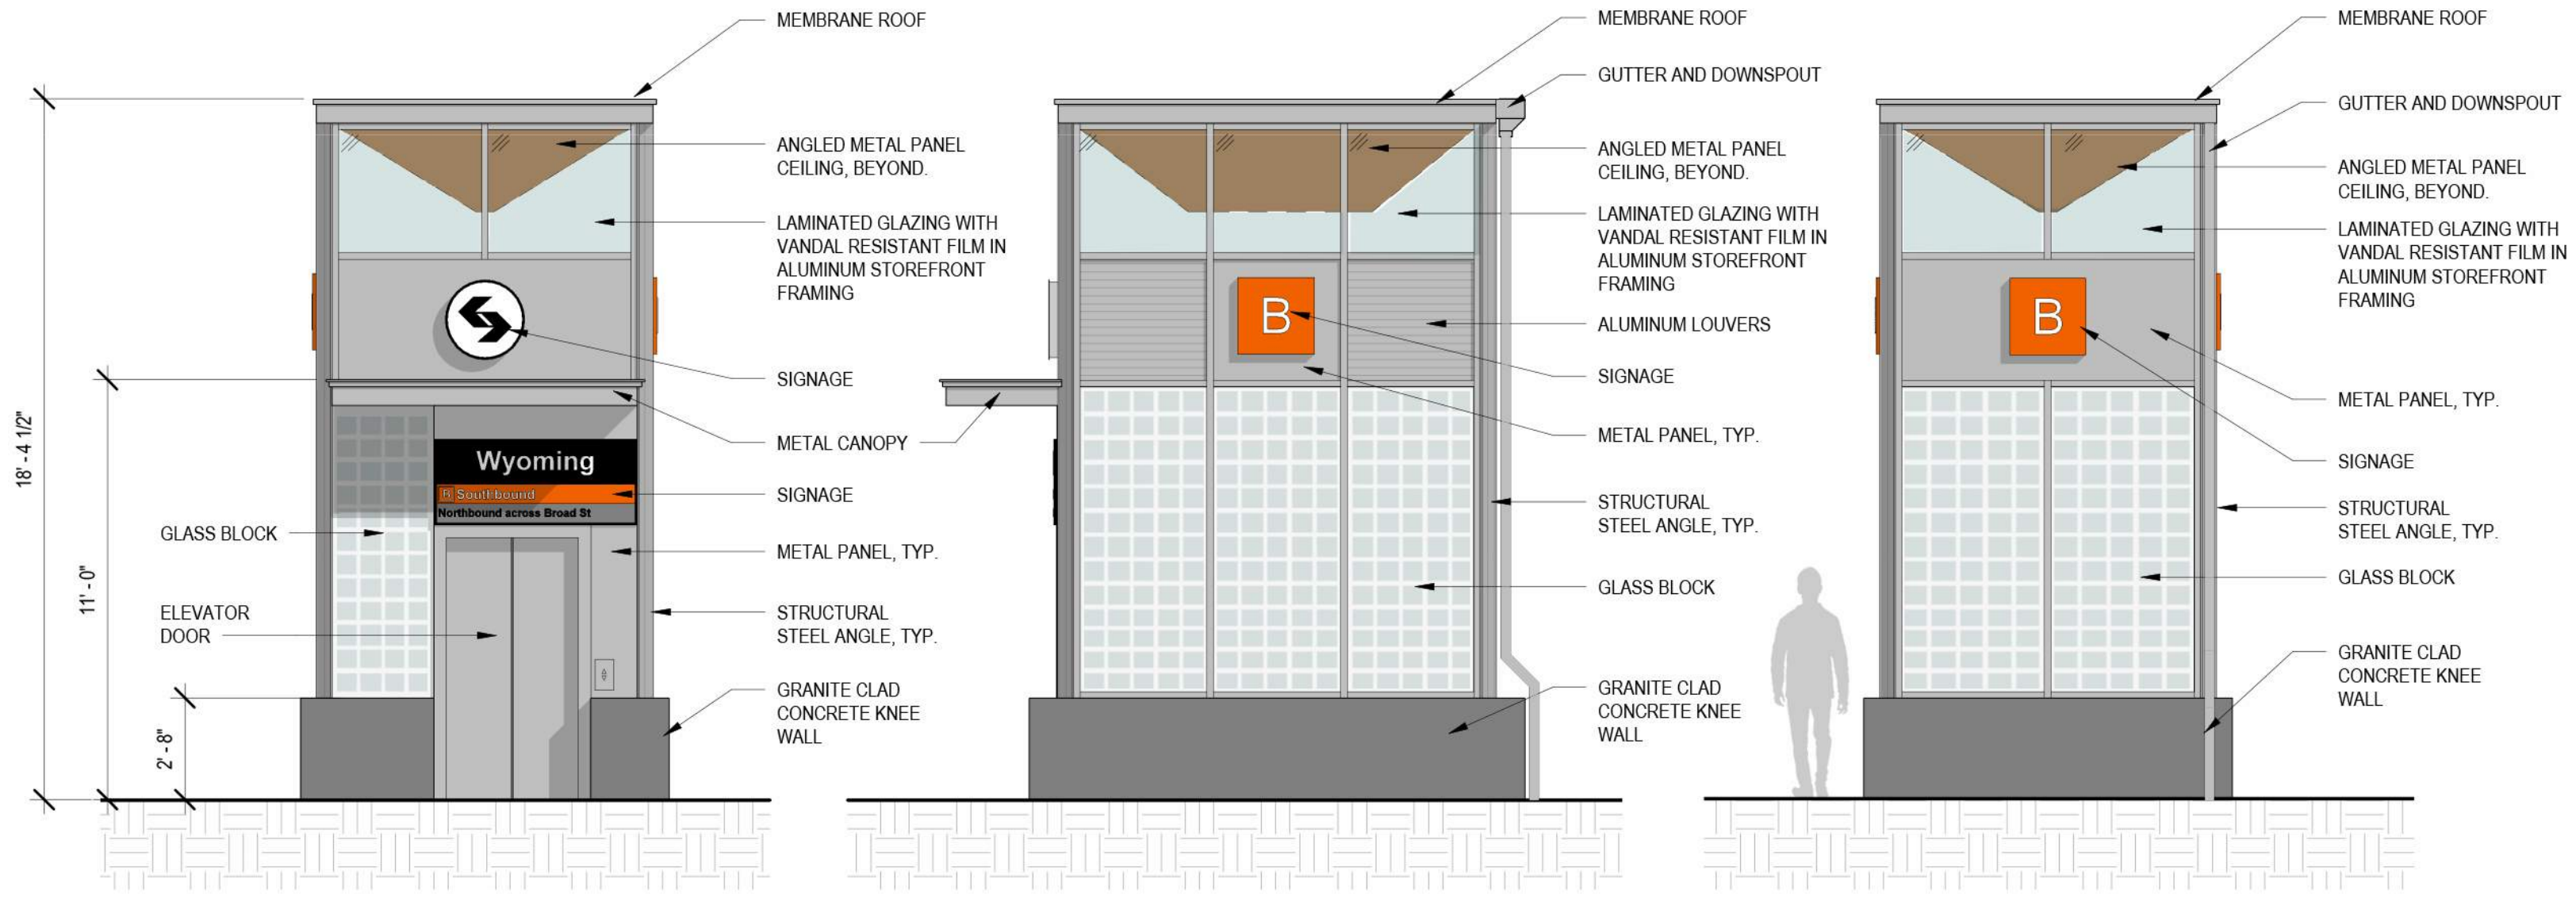 18' - 4 1/2"
11' - 0"
2' - 8"
GLASS BLOCK
ELEVATOR
DOOR
Wyoming
B Southbound
Northbound across Broad St
MEMBRANE ROOF
ANGLED METAL PANEL
CEILING, BEYOND.
LAMINATED GLAZING WITH
VANDAL RESISTANT FILM IN
ALUMINUM STOREFRONT
FRAMING
SIGNAGE
METAL CANOPY
SIGNAGE
METAL PANEL, TYP.
STRUCTURAL
STEEL ANGLE, TYP.
GRANITE CLAD
CONCRETE KNEE
WALL
B
MEMBRANE ROOF
GUTTER AND DOWNSPOUT
ANGLED METAL PANEL
CEILING, BEYOND.
LAMINATED GLAZING WITH
VANDAL RESISTANT FILM IN
ALUMINUM STOREFRONT
FRAMING
ALUMINUM LOUVERS
SIGNAGE
METAL PANEL, TYP.
STRUCTURAL
STEEL ANGLE, TYP.
GLASS BLOCK
GRANITE CLAD
CONCRETE KNEE
WALL
B
MEMBRANE ROOF
GUTTER AND DOWNSPOUT
ANGLED METAL PANEL
CEILING, BEYOND.
LAMINATED GLAZING WITH
VANDAL RESISTANT FILM IN
ALUMINUM STOREFRONT
FRAMING
METAL PANEL, TYP.
SIGNAGE
STRUCTURAL
STEEL ANGLE, TYP.
GLASS BLOCK
GRANITE CLAD
CONCRETE KNEE
WALL